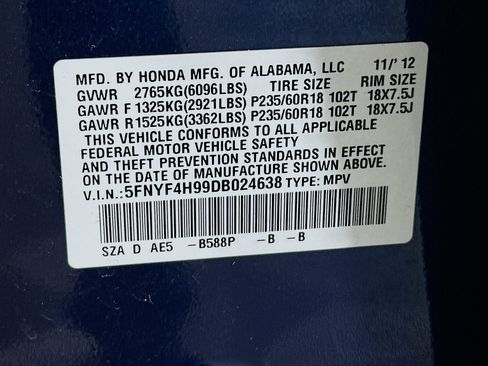 MFD. BY HONDA MFG. OF ALABAMA, LLC 11/'12
GVWR 2765KG(6096LBS) TIRE SIZE RIM SIZE
GAWR F 1325KG(2921LBS) P235/60R18 102T 18X7.5J
GAWR R1525KG(3362LBS) P235/60R18 102T 18X7.5J
THIS VEHICLE CONFORMS TO ALL APPLICABLE
FEDERAL MOTOR VEHICLE SAFETY
STANDARDS AND THEFT PREVENTION IN EFFECT
ON THE DATE OF MANUFACTURE SHOWN ABOVE.
V.I.N.:5FNYF4H99DB024638 TYPE: MPV
SZA D AE5 -B588P -B -B